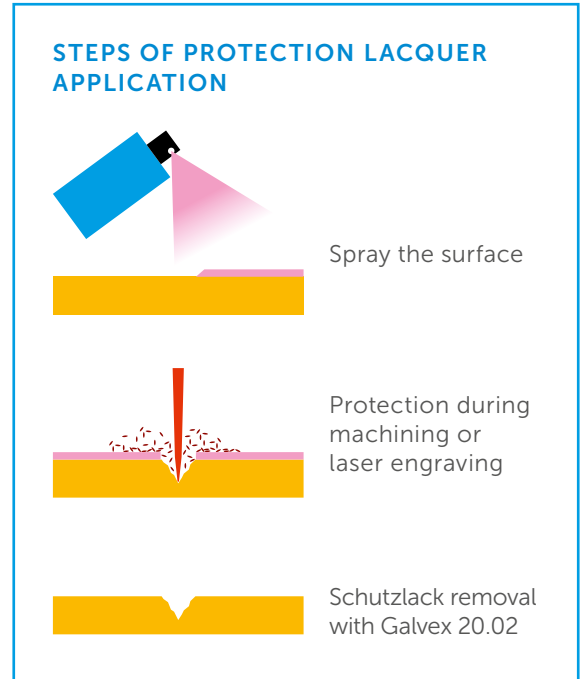 STEPS OF PROTECTION LACQUER
APPLICATION
Spray the surface
Protection during
machining or
laser engraving
Schutzlack removal
with Galvex 20.02